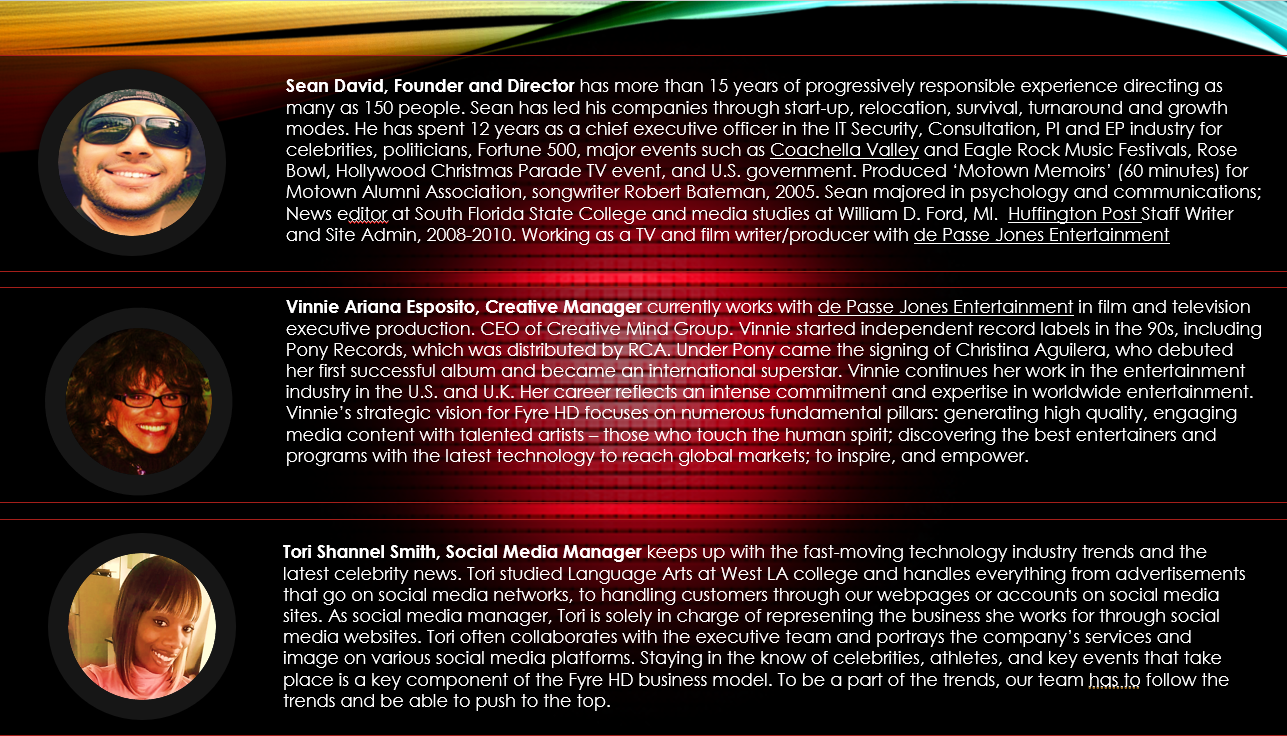 Sean David, Founder and Director has more than 15 years of progressively responsible experience directing as
many as 150 people. Sean has led his companies through start-up, relocation, survival, turnaround and growth
modes. He has spent 12 years as a chief executive officer in the IT Security, Consultation, PI and EP industry for
celebrities, politicians, Fortune 500, major events such as Coachella Valley and Eagle Rock Music Festivals, Rose
Bowl, Hollywood Christmas Parade TV event, and U.S. government. Produced ‘Motown Memoirs’ (60 minutes) for
Motown Alumni Association, songwriter Robert Bateman, 2005. Sean majored in psychology and communications;
News editor at South Florida State College and media studies at William D. Ford, MI.  Huffington Post Staff Writer
and Site Admin, 2008-2010. Working as a TV and film writer/producer with de Passe Jones Entertainment
Vinnie Ariana Esposito, Creative Manager currently works with de Passe Jones Entertainment in film and television
executive production. CEO of Creative Mind Group. Vinnie started independent record labels in the 90s, including
Pony Records, which was distributed by RCA. Under Pony came the signing of Christina Aguilera, who debuted
her first successful album and became an international superstar. Vinnie continues her work in the entertainment
industry in the U.S. and U.K. Her career reflects an intense commitment and expertise in worldwide entertainment.
Vinnie’s strategic vision for Fyre HD focuses on numerous fundamental pillars: generating high quality, engaging
media content with talented artists – those who touch the human spirit; discovering the best entertainers and
programs with the latest technology to reach global markets; to inspire, and empower.
Tori Shannel Smith, Social Media Manager keeps up with the fast-moving technology industry trends and the
latest celebrity news. Tori studied Language Arts at West LA college and handles everything from advertisements
that go on social media networks, to handling customers through our webpages or accounts on social media
sites. As social media manager, Tori is solely in charge of representing the business she works for through social
media websites. Tori often collaborates with the executive team and portrays the company’s services and
image on various social media platforms. Staying in the know of celebrities, athletes, and key events that take
place is a key component of the Fyre HD business model. To be a part of the trends, our team has to follow the
trends and be able to push to the top.